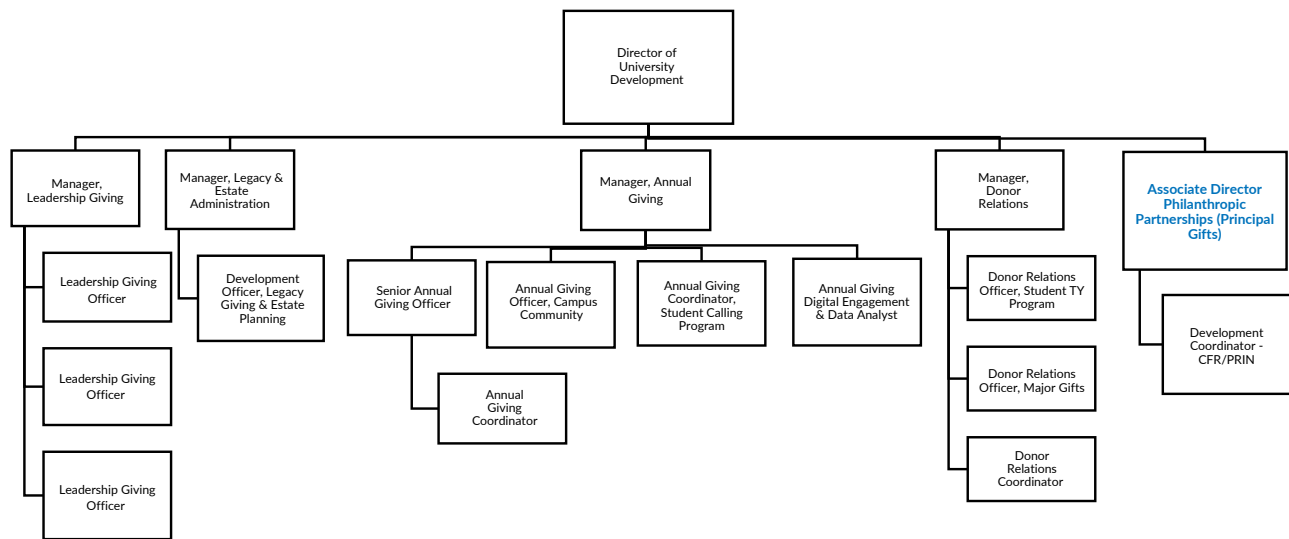 Director of
University
Development
Manager,
Leadership Giving
Manager, Legacy &
Estate
Administration
Manager, Annual
Giving
Manager,
Donor
Relations
Associate Director
Philanthropic
Partnerships (Principal
Gifts)
Leadership Giving
Officer
Leadership Giving
Officer
Leadership Giving
Officer
Development
Officer, Legacy
Giving & Estate
Planning
Senior Annual
Giving Officer
Annual Giving
Officer, Campus
Community
Annual Giving
Coordinator,
Student Calling
Program
Annual Giving
Digital Engagement
& Data Analyst
Annual
Giving
Coordinator
Donor Relations
Officer, Student TY
Program
Donor Relations
Officer, Major Gifts
Donor
Relations
Coordinator
Development
Coordinator -
CFR/PRIN